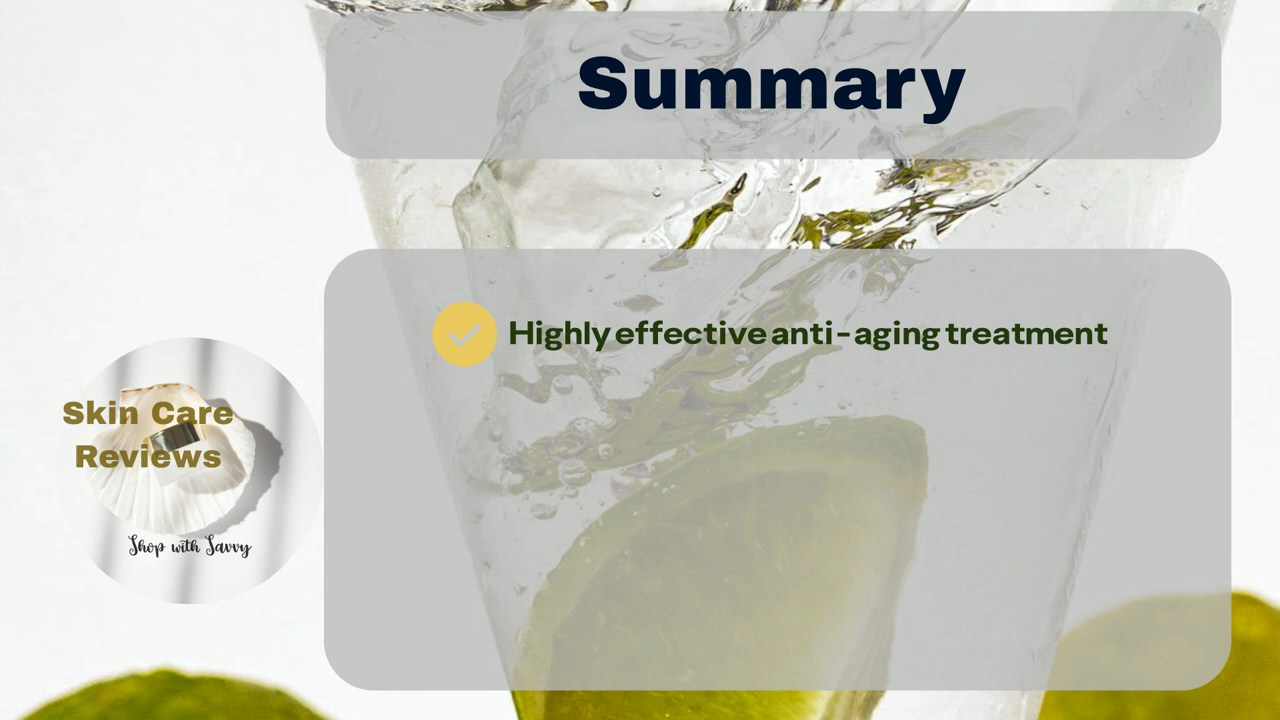 Summary
Highly effective anti-aging treatment
Skin Care
Reviews
Shop with Savvy